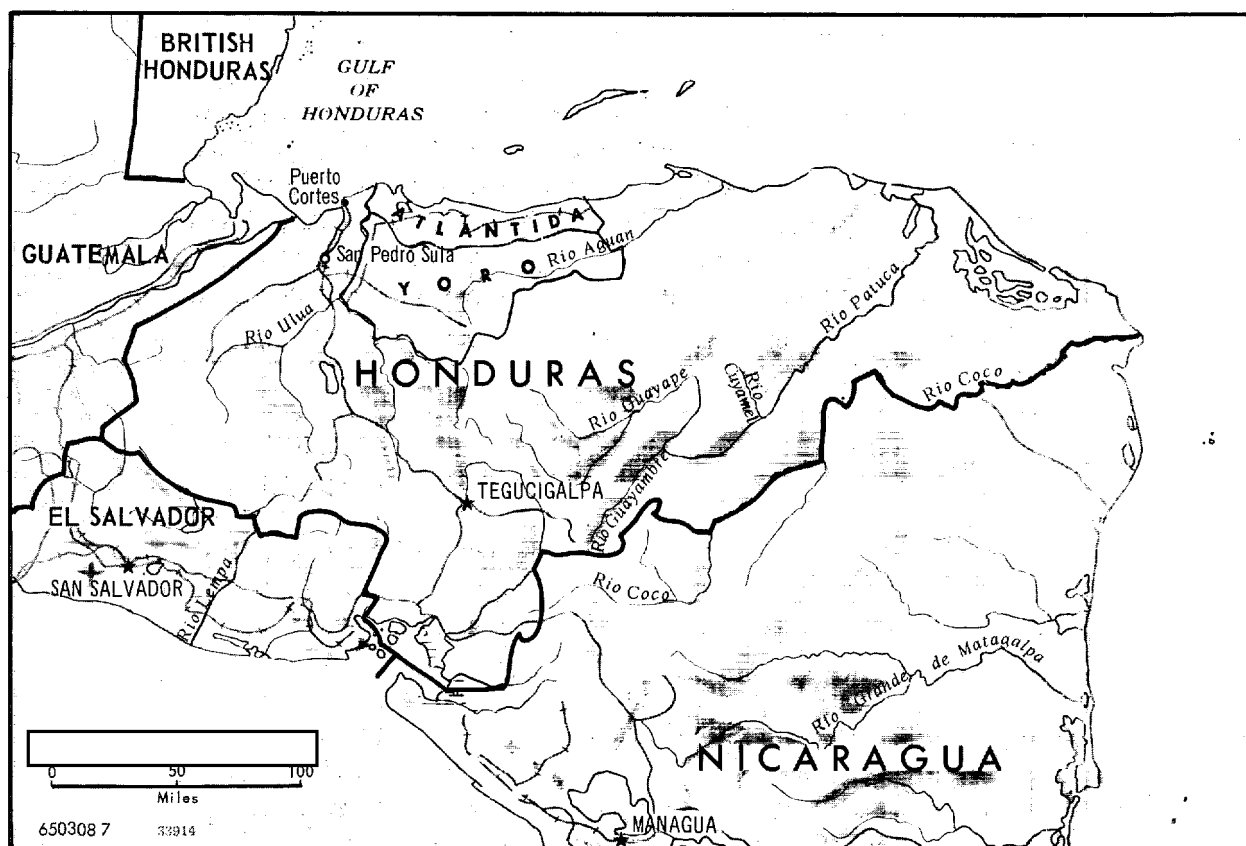 BRITISH
HONDURAS
GULF
OF
HONDURAS
Puerto
Cortes
ATLANTIDA
GUATEMALA
San Pedro Sula
YORO
Rio Aguan
Rio Ulua
Rio Patuca
HONDURAS
Rio Coco
Rio Guayape
Rio
Cuyamel
TEGUCIGALPA
Rio Guayambre
EL SALVADOR
SAN SALVADOR
Rio Lempa
Rio Coco
Rio Grande de Matagalpa
NICARAGUA
0 50 100
Miles
650308 7 53914
MANAGUA